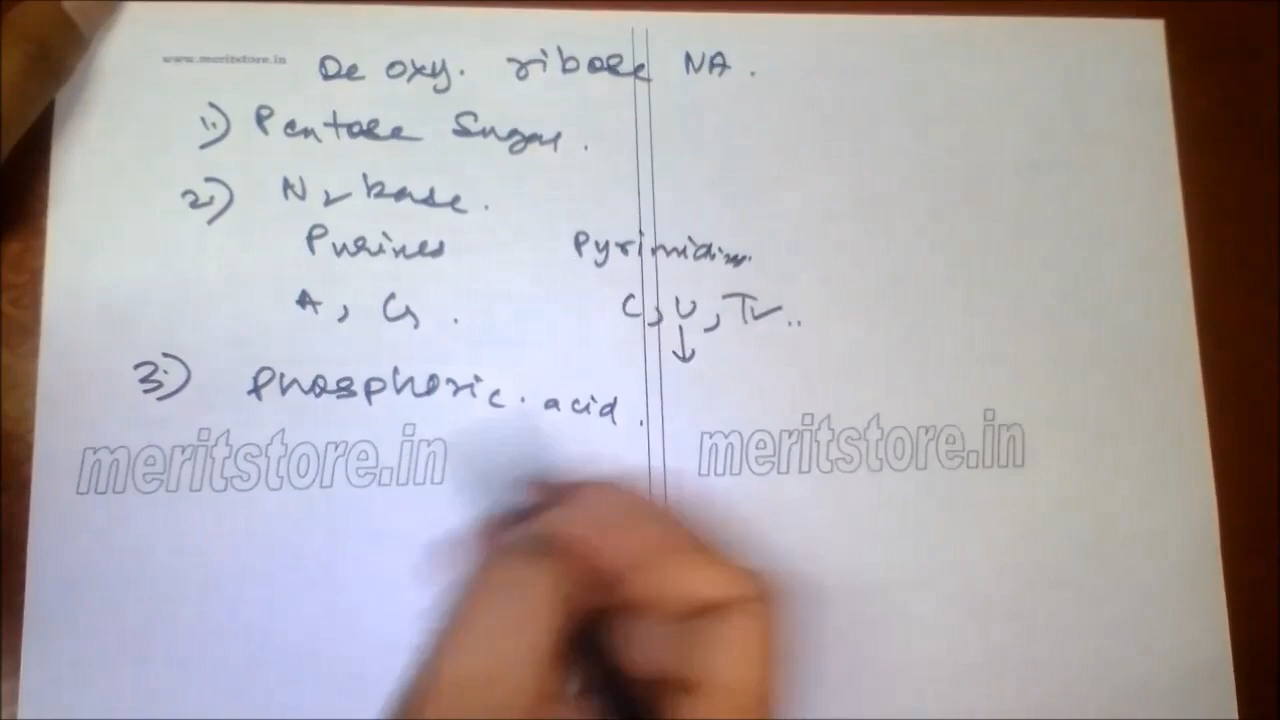 www.meritstore.in
De oxy. ribose NA.
1) Pentose Sugar.
2) N2 base.
Purines Pyrimidines
A, G. C, U, T
↓
3) phosphoric. acid.
meritstore.in meritstore.in